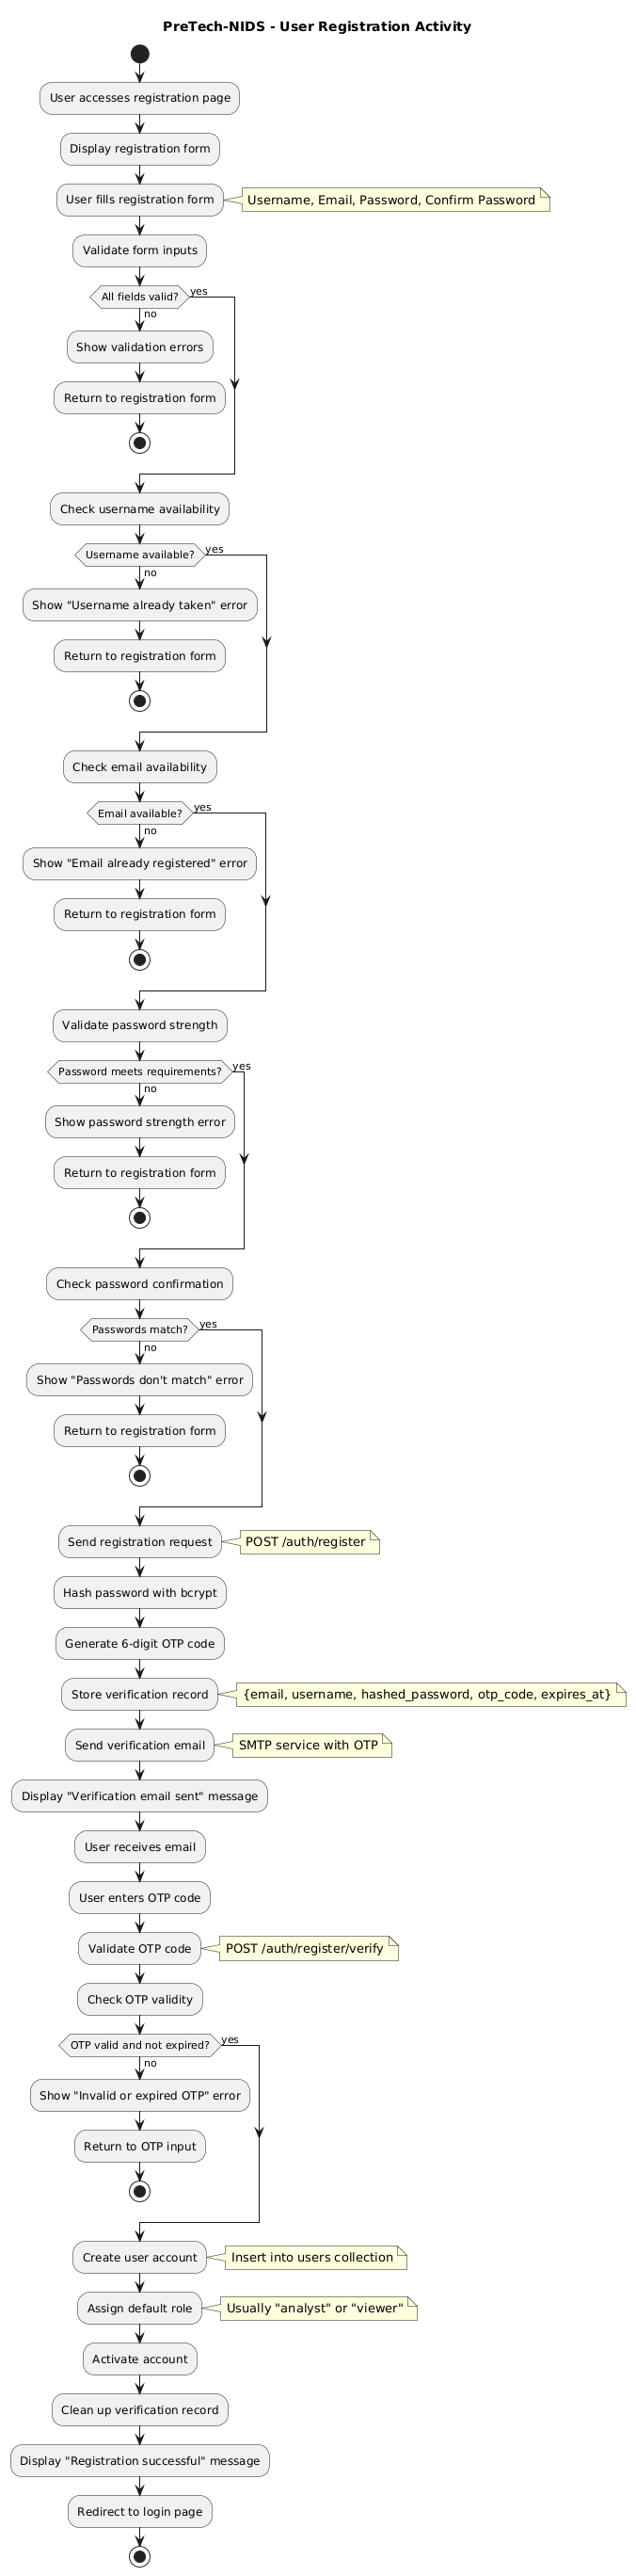 PreTech-NIDS - User Registration Activity
User accesses registration page
Display registration form
User fills registration form
Username, Email, Password, Confirm Password
Validate form inputs
All fields valid?
yes
no
Show validation errors
Return to registration form
Check username availability
Username available?
yes
no
Show "Username already taken" error
Return to registration form
Check email availability
Email available?
yes
no
Show "Email already registered" error
Return to registration form
Validate password strength
Password meets requirements?
yes
no
Show password strength error
Return to registration form
Check password confirmation
Passwords match?
yes
no
Show "Passwords don't match" error
Return to registration form
Send registration request
POST /auth/register
Hash password with bcrypt
Generate 6-digit OTP code
Store verification record
{email, username, hashed_password, otp_code, expires_at}
Send verification email
SMTP service with OTP
Display "Verification email sent" message
User receives email
User enters OTP code
Validate OTP code
POST /auth/register/verify
Check OTP validity
OTP valid and not expired?
yes
no
Show "Invalid or expired OTP" error
Return to OTP input
Create user account
Insert into users collection
Assign default role
Usually "analyst" or "viewer"
Activate account
Clean up verification record
Display "Registration successful" message
Redirect to login page